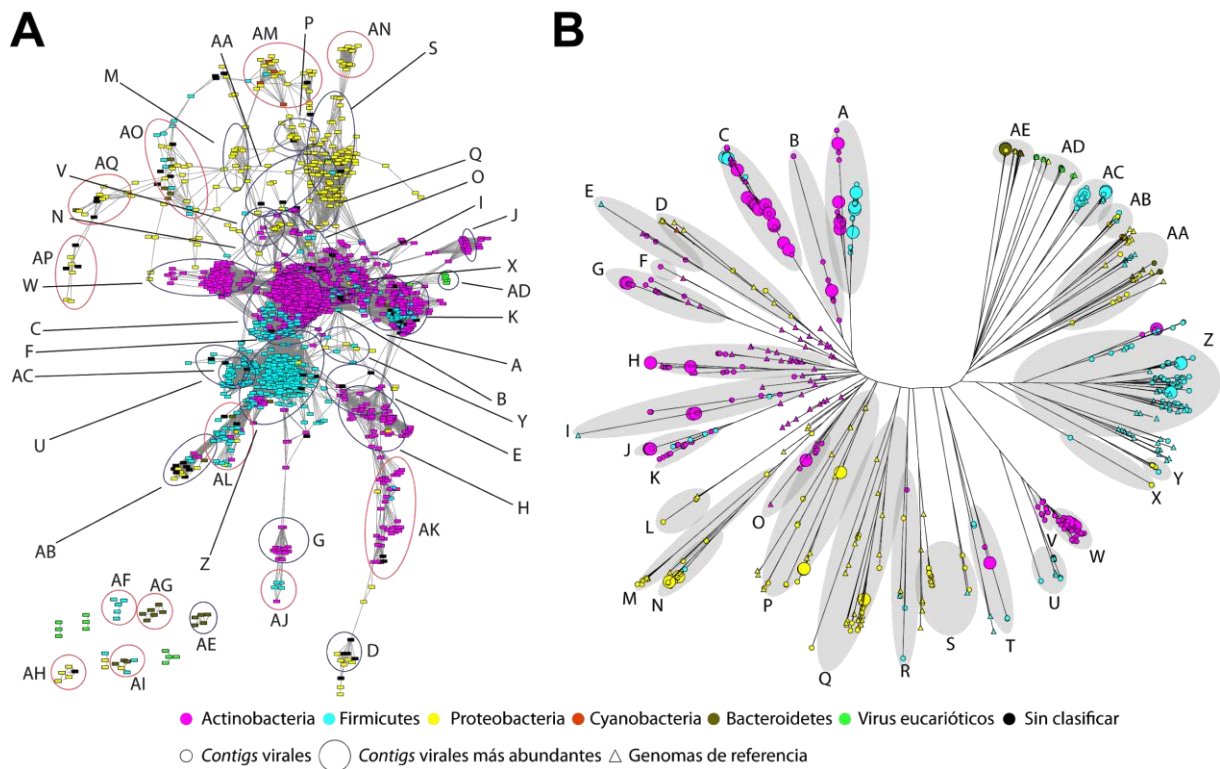 A
B
P
AM
AN
AA
S
M
AO
V
AQ
Q
O
I
J
N
AP
X
W
AD
K
C
F
A
AC
B
U
Y
E
AL
H
AB
Z
G
AK
AF
AG
AE
AJ
D
AH
AI
A
B
C
AE
AD
AC
AB
AA
E
D
F
G
Z
H
I
J
K
L
O
Y
X
V
W
M
N
P
U
S
T
Q
R
Actinobacteria Firmicutes Proteobacteria Cyanobacteria Bacteroidetes Virus eucarióticos Sin clasificar
Contigs virales Contigs virales más abundantes Genomas de referencia